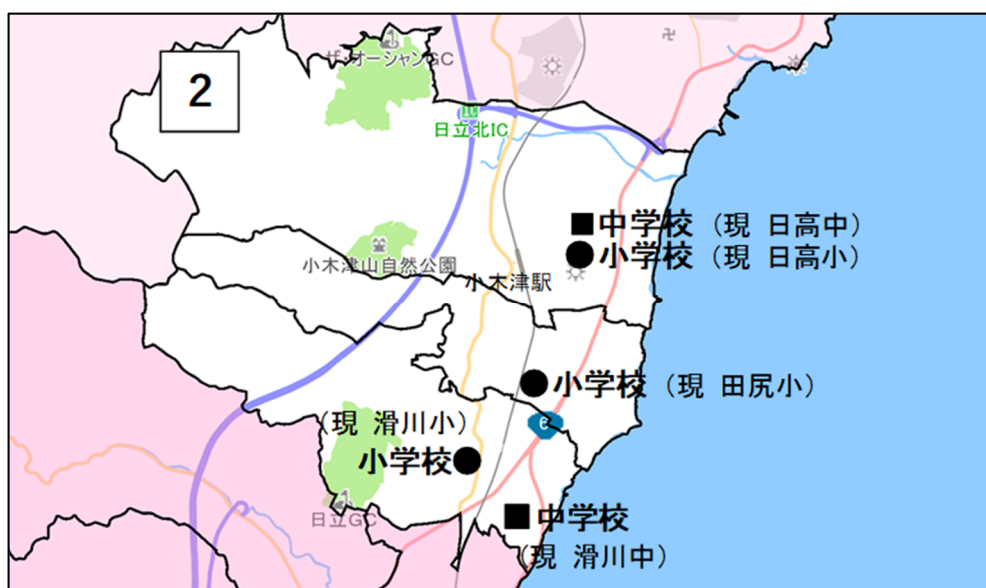 ザ・オーシャンGC
2
日立北IC
中学校（現 日高中）
小学校（現 日高小）
小木津山自然公園
小木津駅
小学校（現 田尻小）
（現 滑川小）
6
小学校
日立GC
中学校
（現 滑川中）